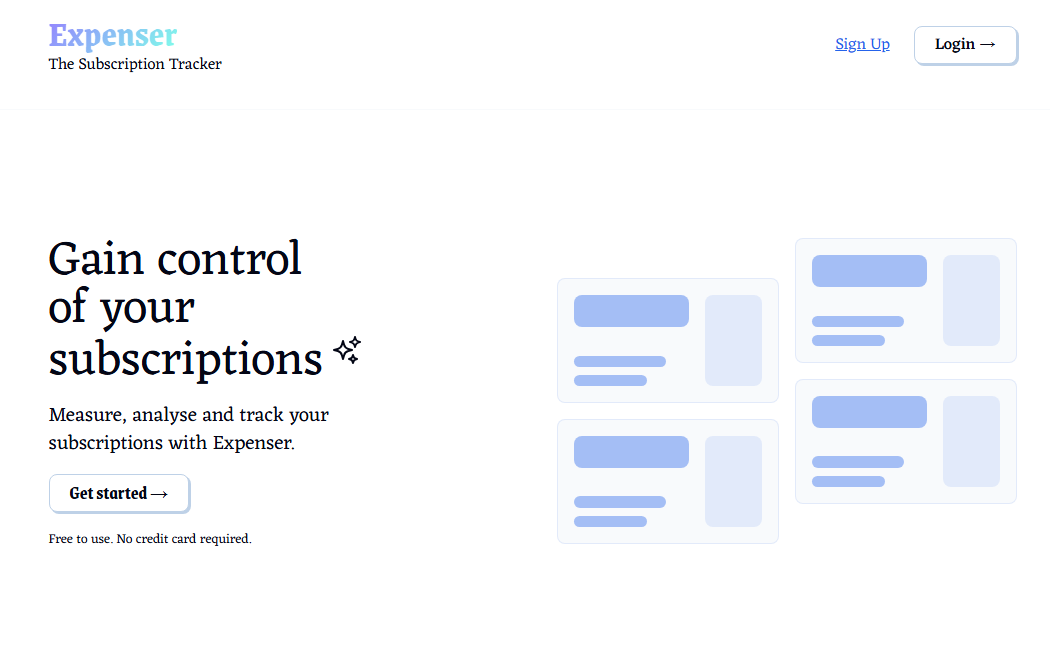 Expenser
The Subscription Tracker
Sign Up
Login →
Gain control
of your
subscriptions
Measure, analyse and track your
subscriptions with Expenser.
Get started →
Free to use. No credit card required.